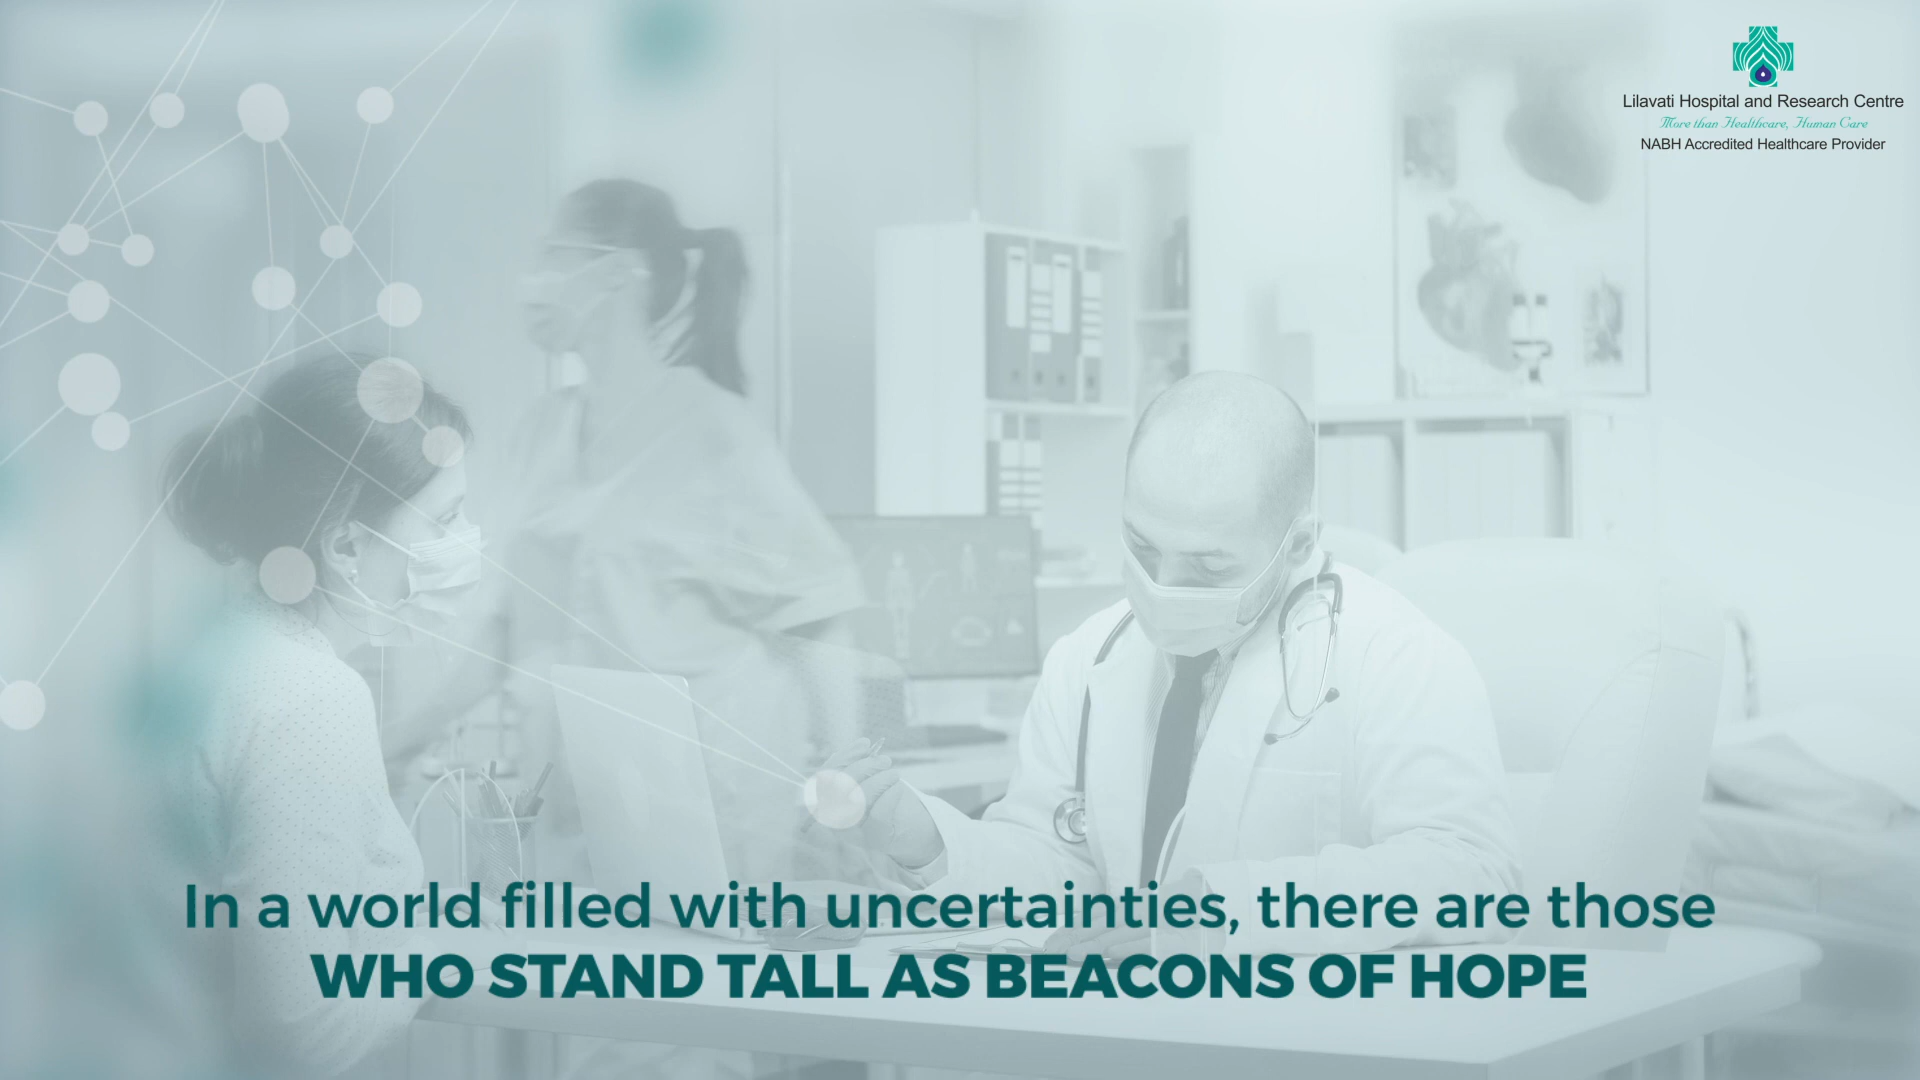 Lilavati Hospital and Research Centre
More than Healthcare, Human Care
NABH Accredited Healthcare Provider
In a world filled with uncertainties, there are those
WHO STAND TALL AS BEACONS OF HOPE